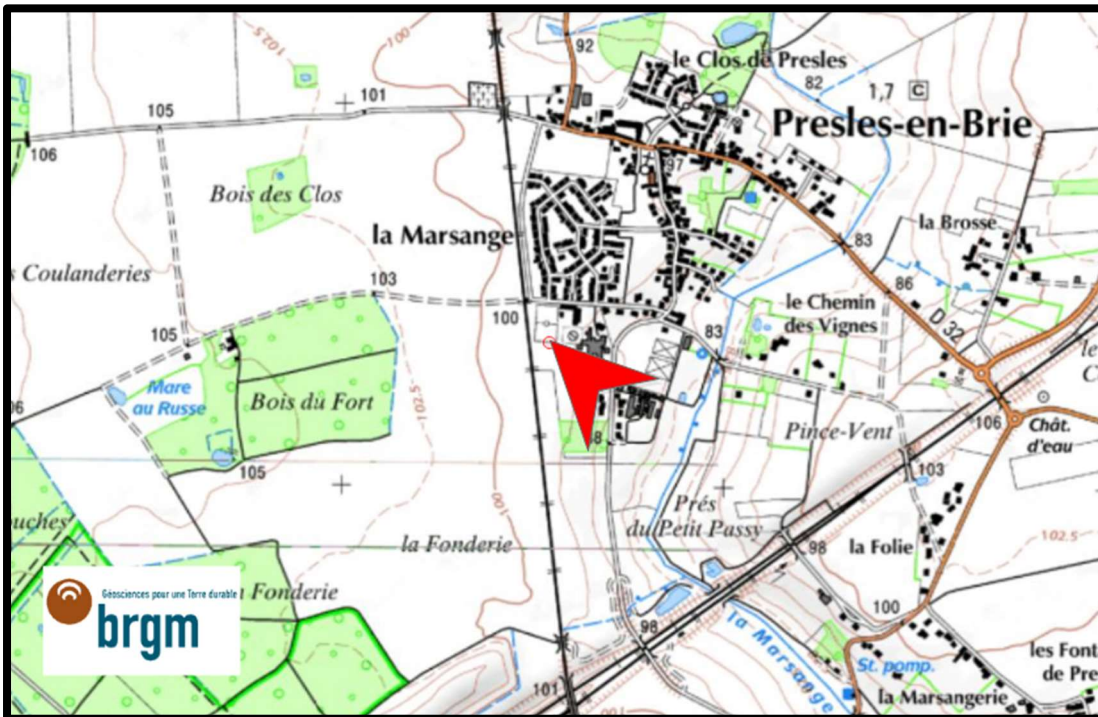 102.5
100
92
le Clos de Presles
82
1,7 C
101
105
106
Presles-en-Brie
97
Bois des Clos
la Marsange
83
la Brosse
Coulanderies
103
86
100
le Chemin
des Vignes
D 32
105
83
le
Mare
au Russe
Bois du Fort
102.5
106
Chât.
d'eau
Pince-Vent
105
103
Prés
du Petit Passy
la Fonderie
98
la Folie
102.5
Fonderie
Géosciences pour une Terre durable
brgm
100
98
la Marsange
St. pomp.
les Font
de Pre
101
la Marsangerie